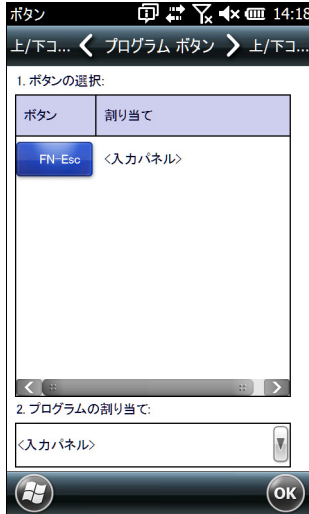 ボタン 14:18
上/下コ... プログラム ボタン 上/下コ...
1. ボタンの選択:
ボタン 割り当て
FN-Esc <入力パネル>
2. プログラムの割り当て:
<入力パネル>
OK